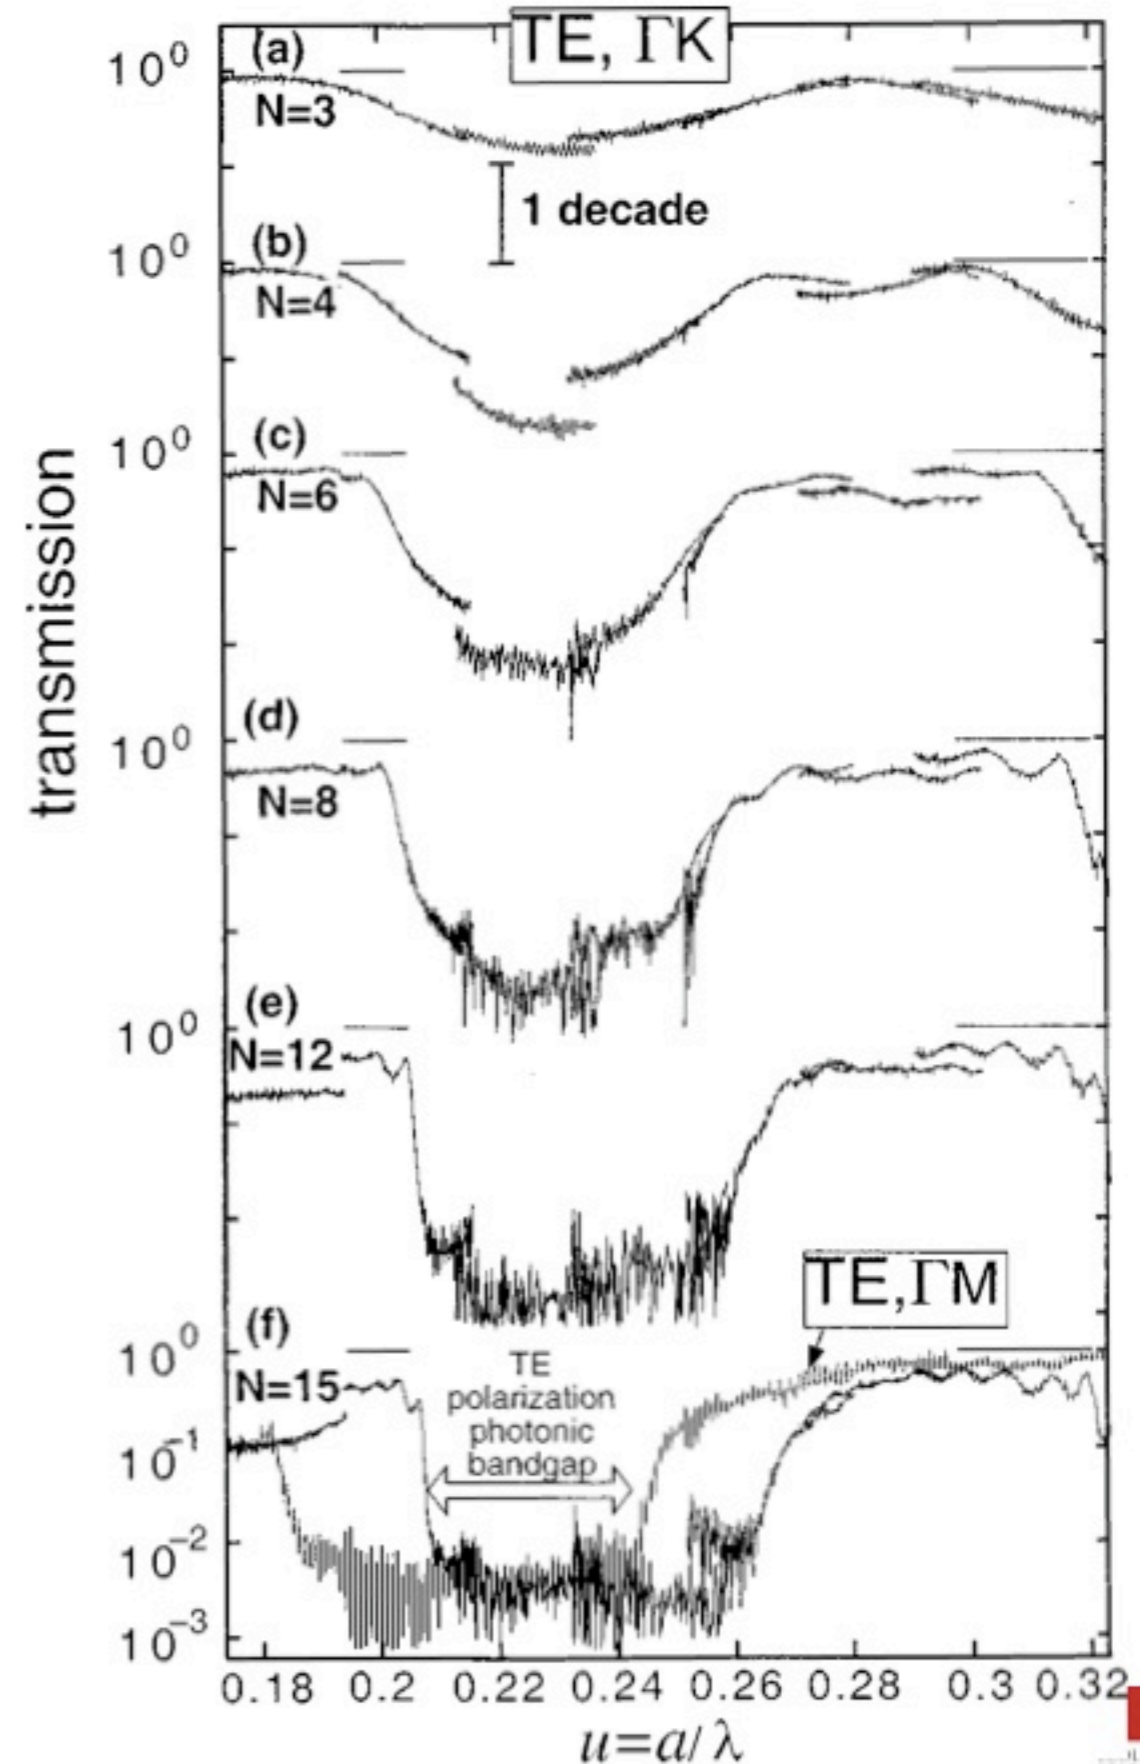 TE, ΓK
(a)
10⁰
N=3
1 decade
(b)
10⁰
N=4
(c)
10⁰
N=6
transmission
(d)
10⁰
N=8
(e)
10⁰
N=12
TE,ΓM
(f)
10⁰
TE
N=15
polarization
photonic
bandgap
10⁻¹
10⁻²
10⁻³
0.18 0.2 0.22 0.24 0.26 0.28 0.3 0.32
u=a/λ